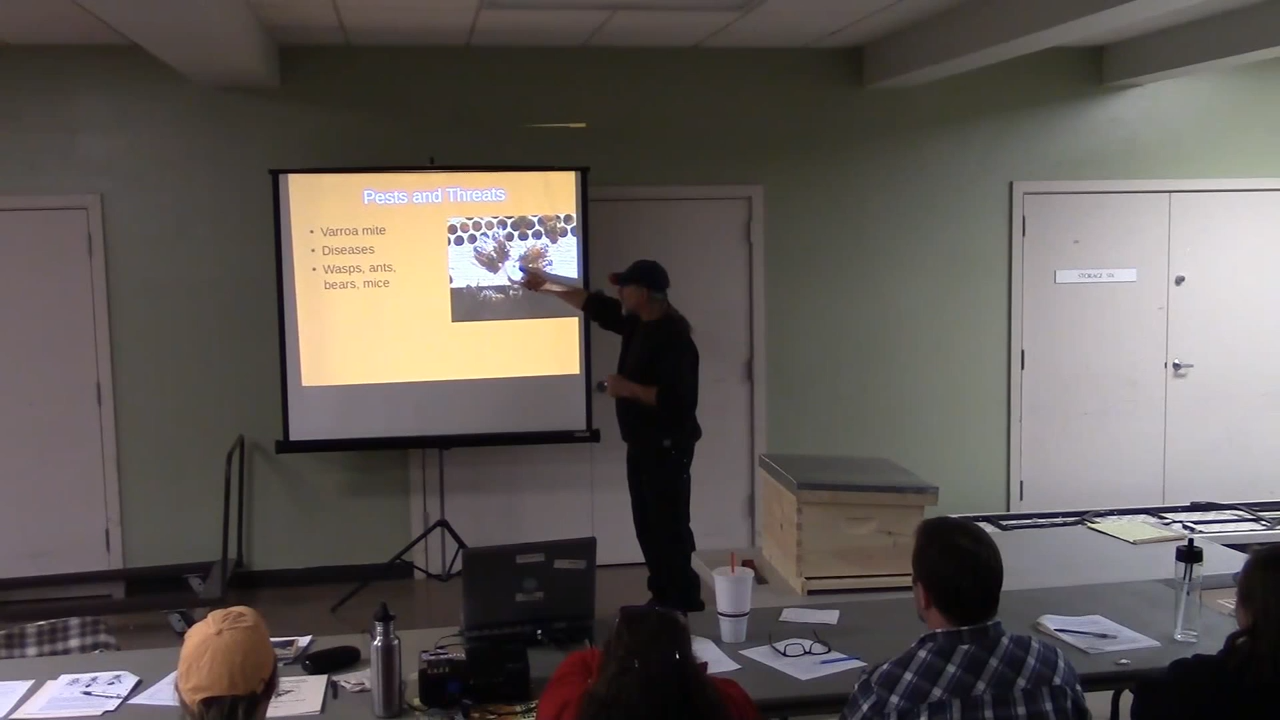 Pests and Threats
• Varroa mite
• Diseases
• Wasps, ants,
bears, mice
STORAGE SIX